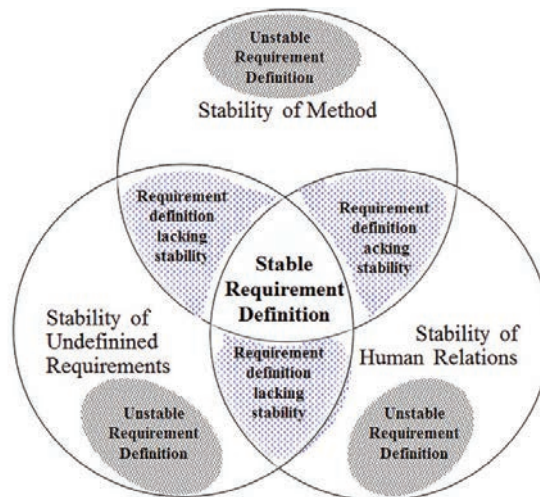 Unstable
Requirement
Definition
Stability of Method
Requirement
definition
lacking
stability
Requirement
definition
acking
stability
Stable
Requirement
Definition
Stability of
Undefinined
Requirements
Stability of
Human Relations
Requirement
definition
lacking
stability
Unstable
Requirement
Definition
Unstable
Requirement
Definition